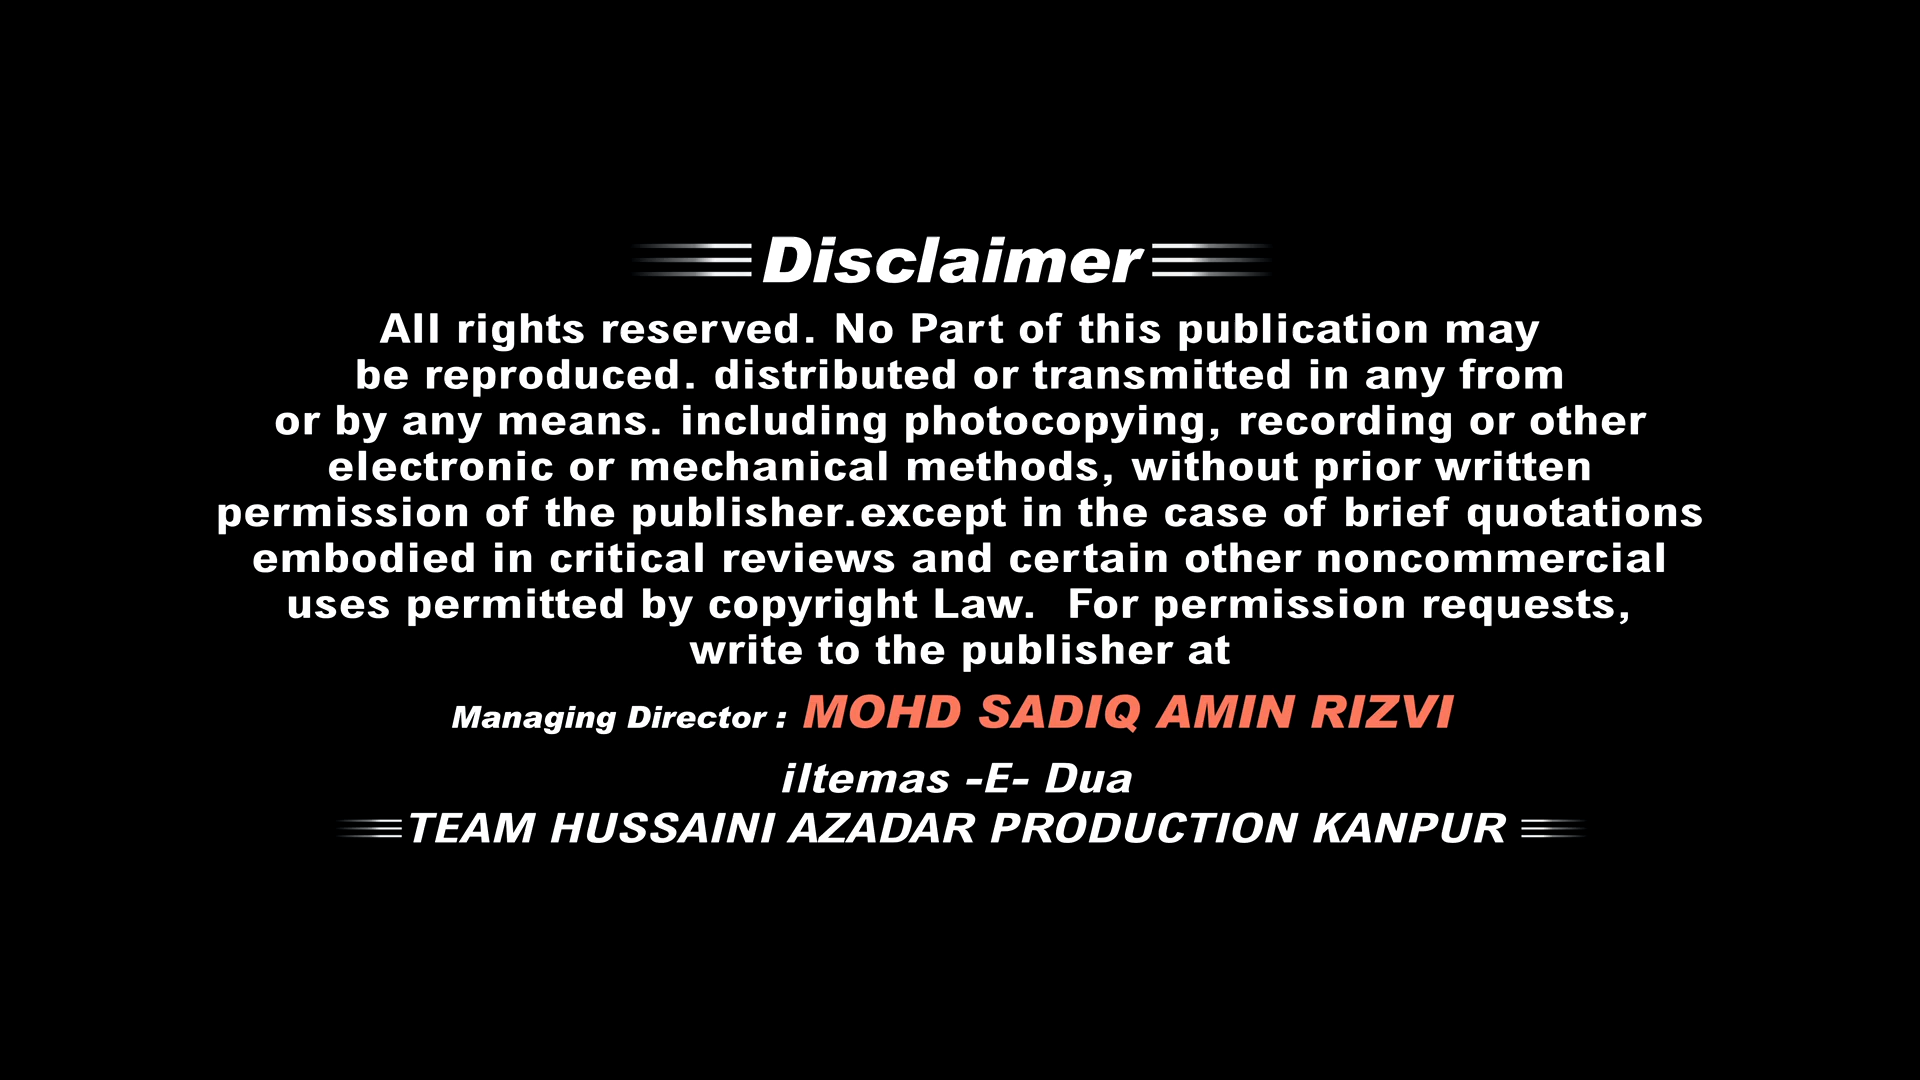 Disclaimer
All rights reserved. No Part of this publication may
be reproduced. distributed or transmitted in any from
or by any means. including photocopying, recording or other
electronic or mechanical methods, without prior written
permission of the publisher.except in the case of brief quotations
embodied in critical reviews and certain other noncommercial
uses permitted by copyright Law.  For permission requests,
write to the publisher at
Managing Director : MOHD SADIQ AMIN RIZVI
iltemas -E- Dua
TEAM HUSSAINI AZADAR PRODUCTION KANPUR